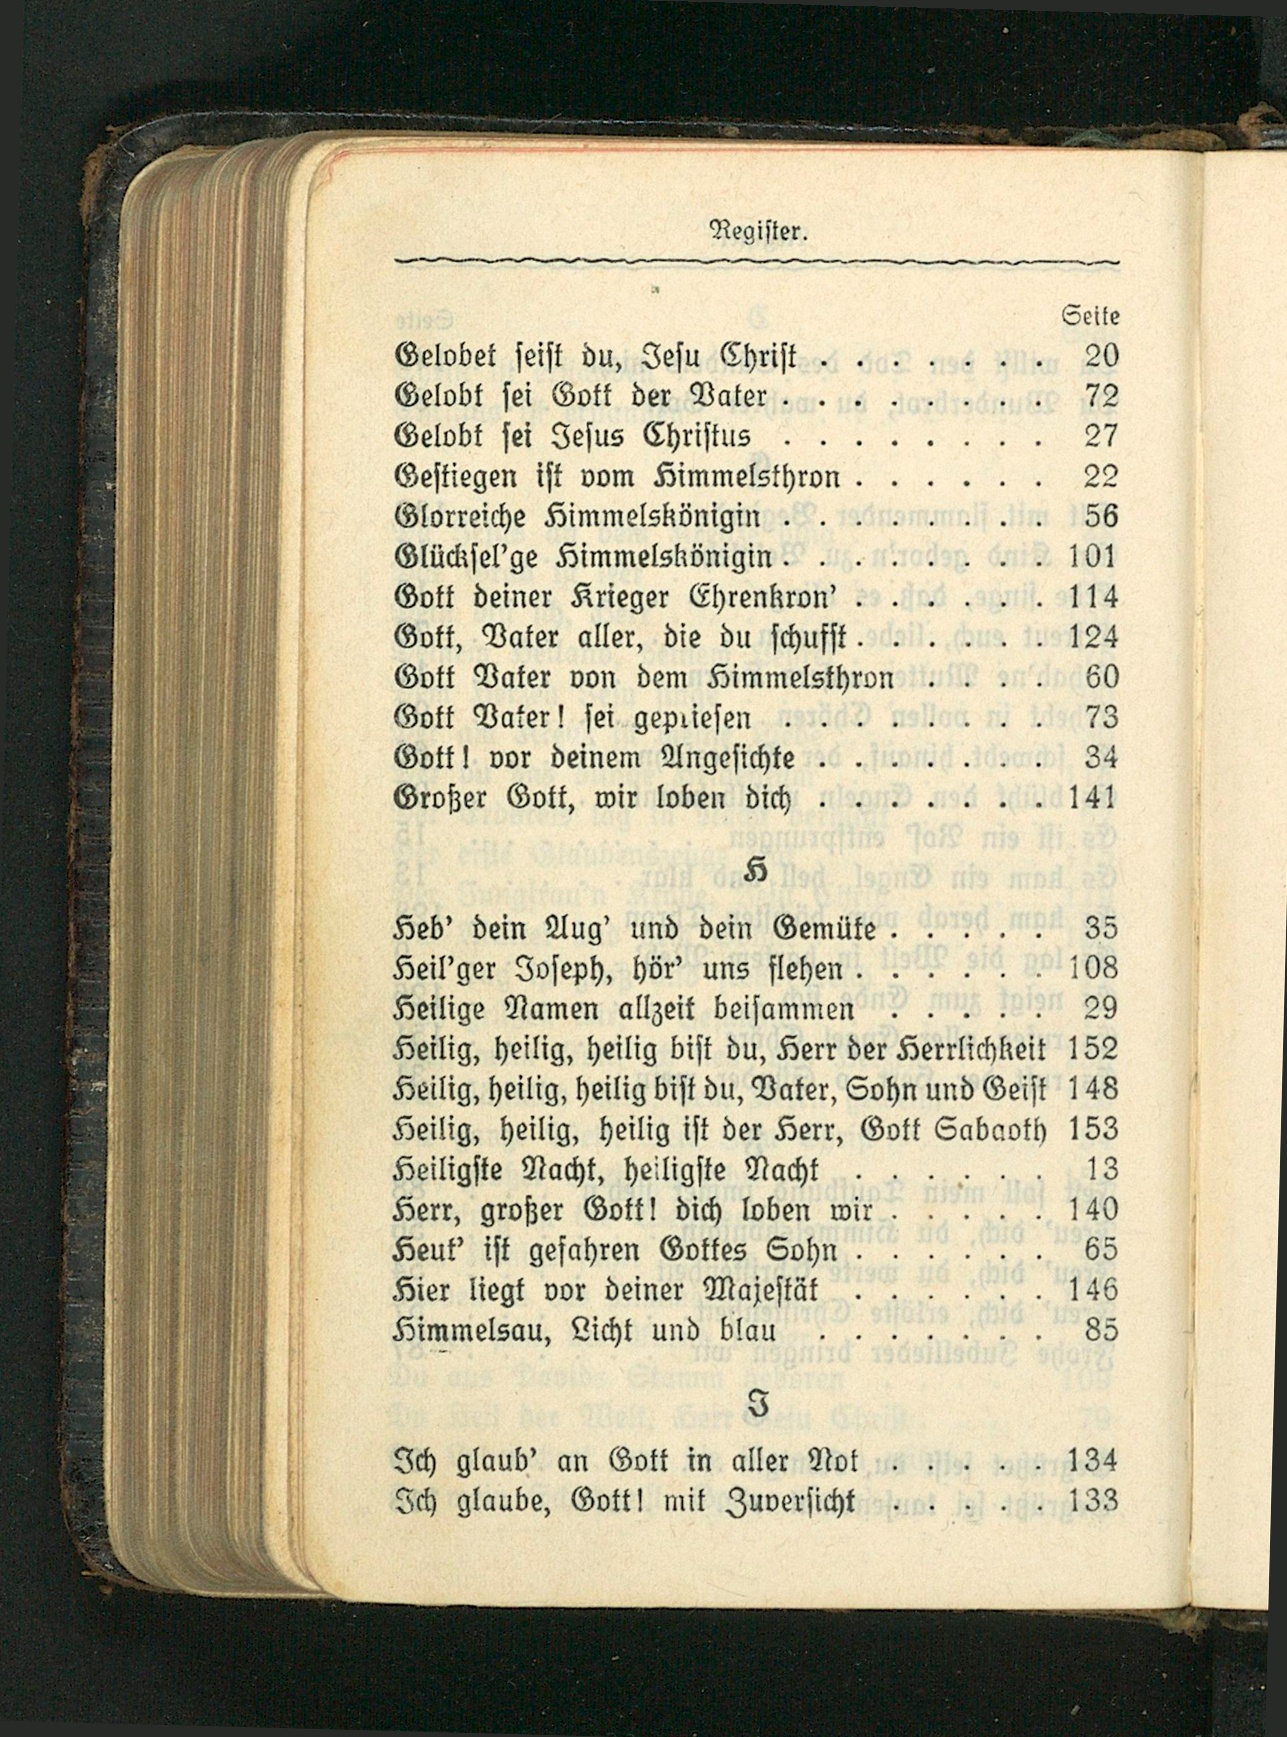 Register.
Seite
Gelobet seist du, Jesu Christ . . . . . . . 20
Gelobt sei Gott der Vater . . . . . . . . 72
Gelobt sei Jesus Christus . . . . . . . . 27
Gestiegen ist vom Himmelsthron . . . . . . 22
Glorreiche Himmelskönigin . . . . . . . . 56
Glücksel'ge Himmelskönigin . . . . . . . . 101
Gott deiner Krieger Ehrenkron' . . . . . . 114
Gott, Vater aller, die du schufst . . . . . . 124
Gott Vater von dem Himmelsthron . . . . 60
Gott Vater! sei gepriesen . . . . . . . . 73
Gott! vor deinem Angesichte . . . . . . . 34
Großer Gott, wir loben dich . . . . . . . 141
H
Heb' dein Aug' und dein Gemüte . . . . . 35
Heil'ger Joseph, hör' uns flehen . . . . . . 108
Heilige Namen allzeit beisammen . . . . . 29
Heilig, heilig, heilig bist du, Herr der Herrlichkeit 152
Heilig, heilig, heilig bist du, Vater, Sohn und Geist 148
Heilig, heilig, heilig ist der Herr, Gott Sabaoth 153
Heiligste Nacht, heiligste Nacht . . . . . . 13
Herr, großer Gott! dich loben wir . . . . . 140
Heut' ist gefahren Gottes Sohn . . . . . . 65
Hier liegt vor deiner Majestät . . . . . . 146
Himmelsau, Licht und blau . . . . . . . 85
I
Ich glaub' an Gott in aller Not . . . . . 134
Ich glaube, Gott! mit Zuversicht . . . . . 133